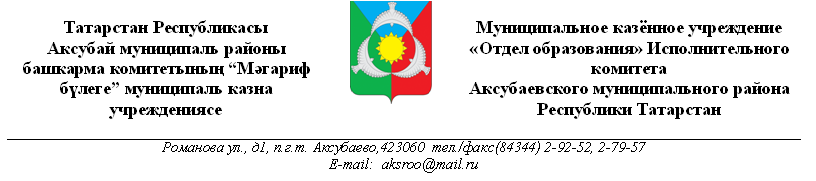 Татарстан Республикасы
Аксубай муниципаль районы
башкарма комитетының “Мәгариф
бүлеге” муниципаль казна
учреждениясе
Муниципальное казённое учреждение
«Отдел образования» Исполнительного
комитета
Аксубаевского муниципального района
Республики Татарстан
Романова ул., д1, п.г.т. Аксубаево,423060 тел./факс(84344) 2-92-52, 2-79-57
E-mail: aksroo@mail.ru